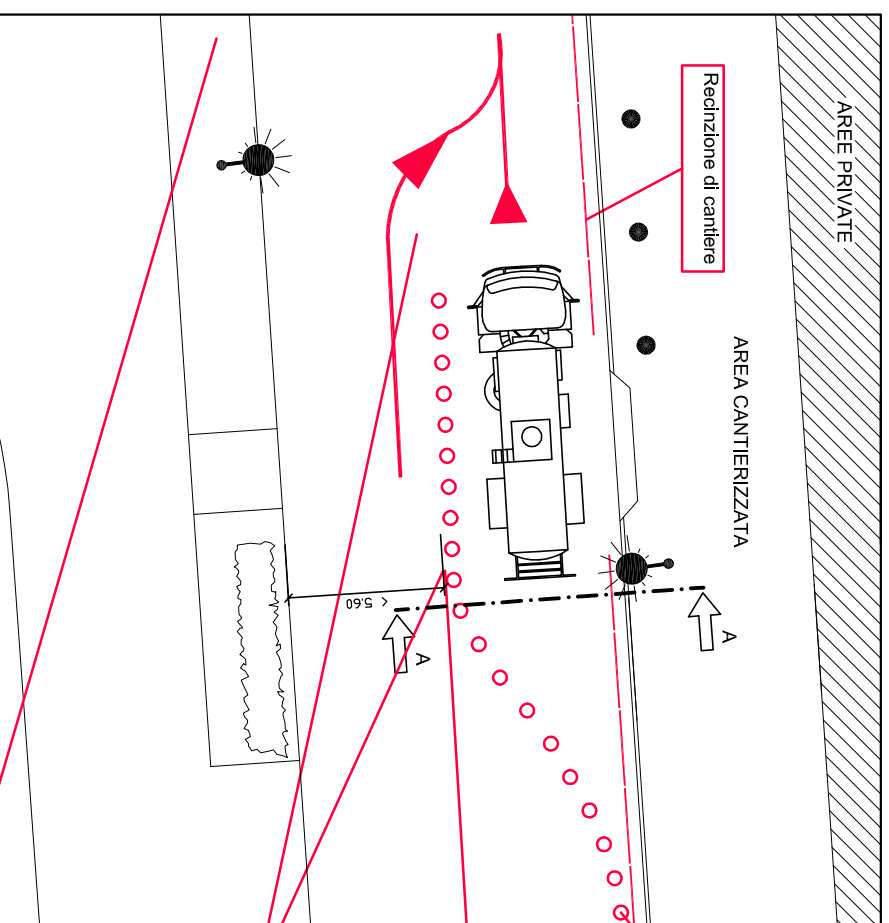 AREE PRIVATE
Recinzione di cantiere
AREA CANTIERIZZATA
< 5.60
A
A